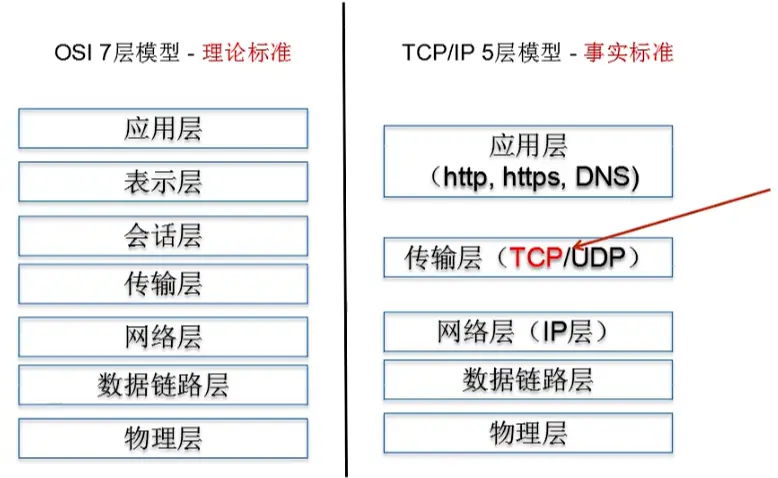 OSI 7层模型 - 理论标准
应用层
表示层
会话层
传输层
网络层
数据链路层
物理层
TCP/IP 5层模型 - 事实标准
应用层
（http, https, DNS)
传输层（TCP/UDP）
网络层（IP层）
数据链路层
物理层